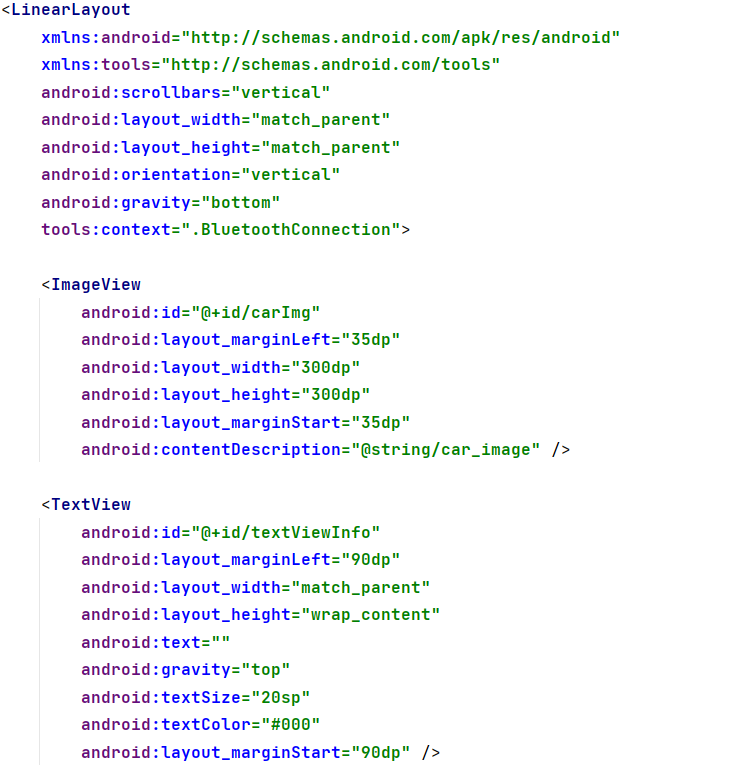 <LinearLayout
    xmlns:android="http://schemas.android.com/apk/res/android"
    xmlns:tools="http://schemas.android.com/tools"
    android:scrollbars="vertical"
    android:layout_width="match_parent"
    android:layout_height="match_parent"
    android:orientation="vertical"
    android:gravity="bottom"
    tools:context=".BluetoothConnection">

    <ImageView
        android:id="@+id/carImg"
        android:layout_marginLeft="35dp"
        android:layout_width="300dp"
        android:layout_height="300dp"
        android:layout_marginStart="35dp"
        android:contentDescription="@string/car_image" />

    <TextView
        android:id="@+id/textViewInfo"
        android:layout_marginLeft="90dp"
        android:layout_width="match_parent"
        android:layout_height="wrap_content"
        android:text=""
        android:gravity="top"
        android:textSize="20sp"
        android:textColor="#000"
        android:layout_marginStart="90dp" />